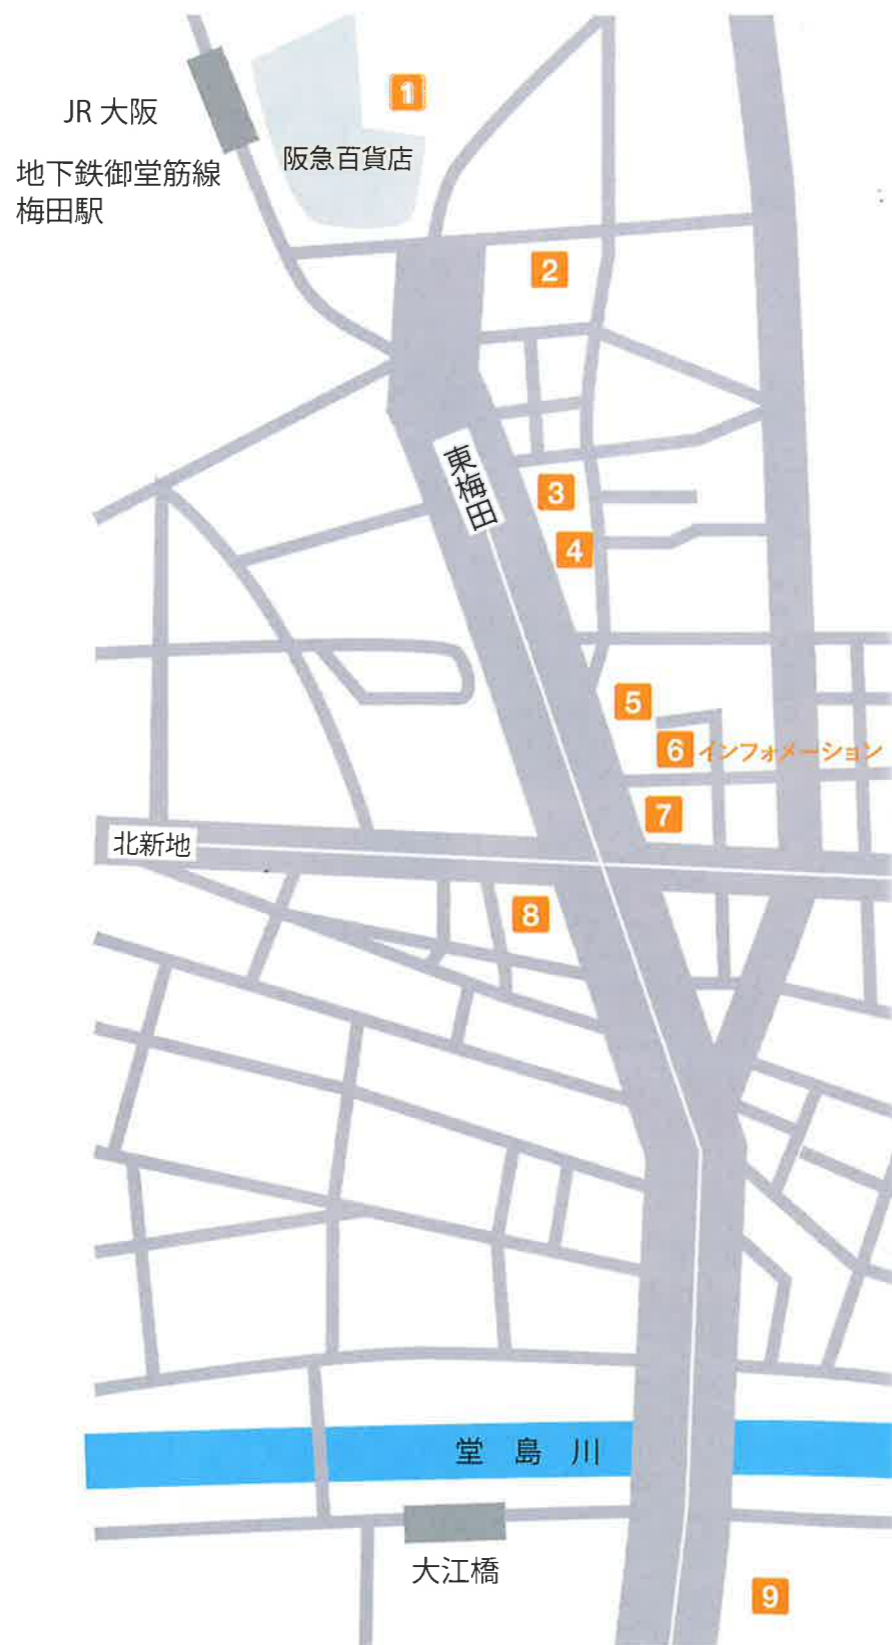 1
JR 大阪
阪急百貨店
地下鉄御堂筋線
梅田駅
2
東梅田
3
4
5
6 インフォメーション
7
北新地
8
堂 島 川
大江橋
9